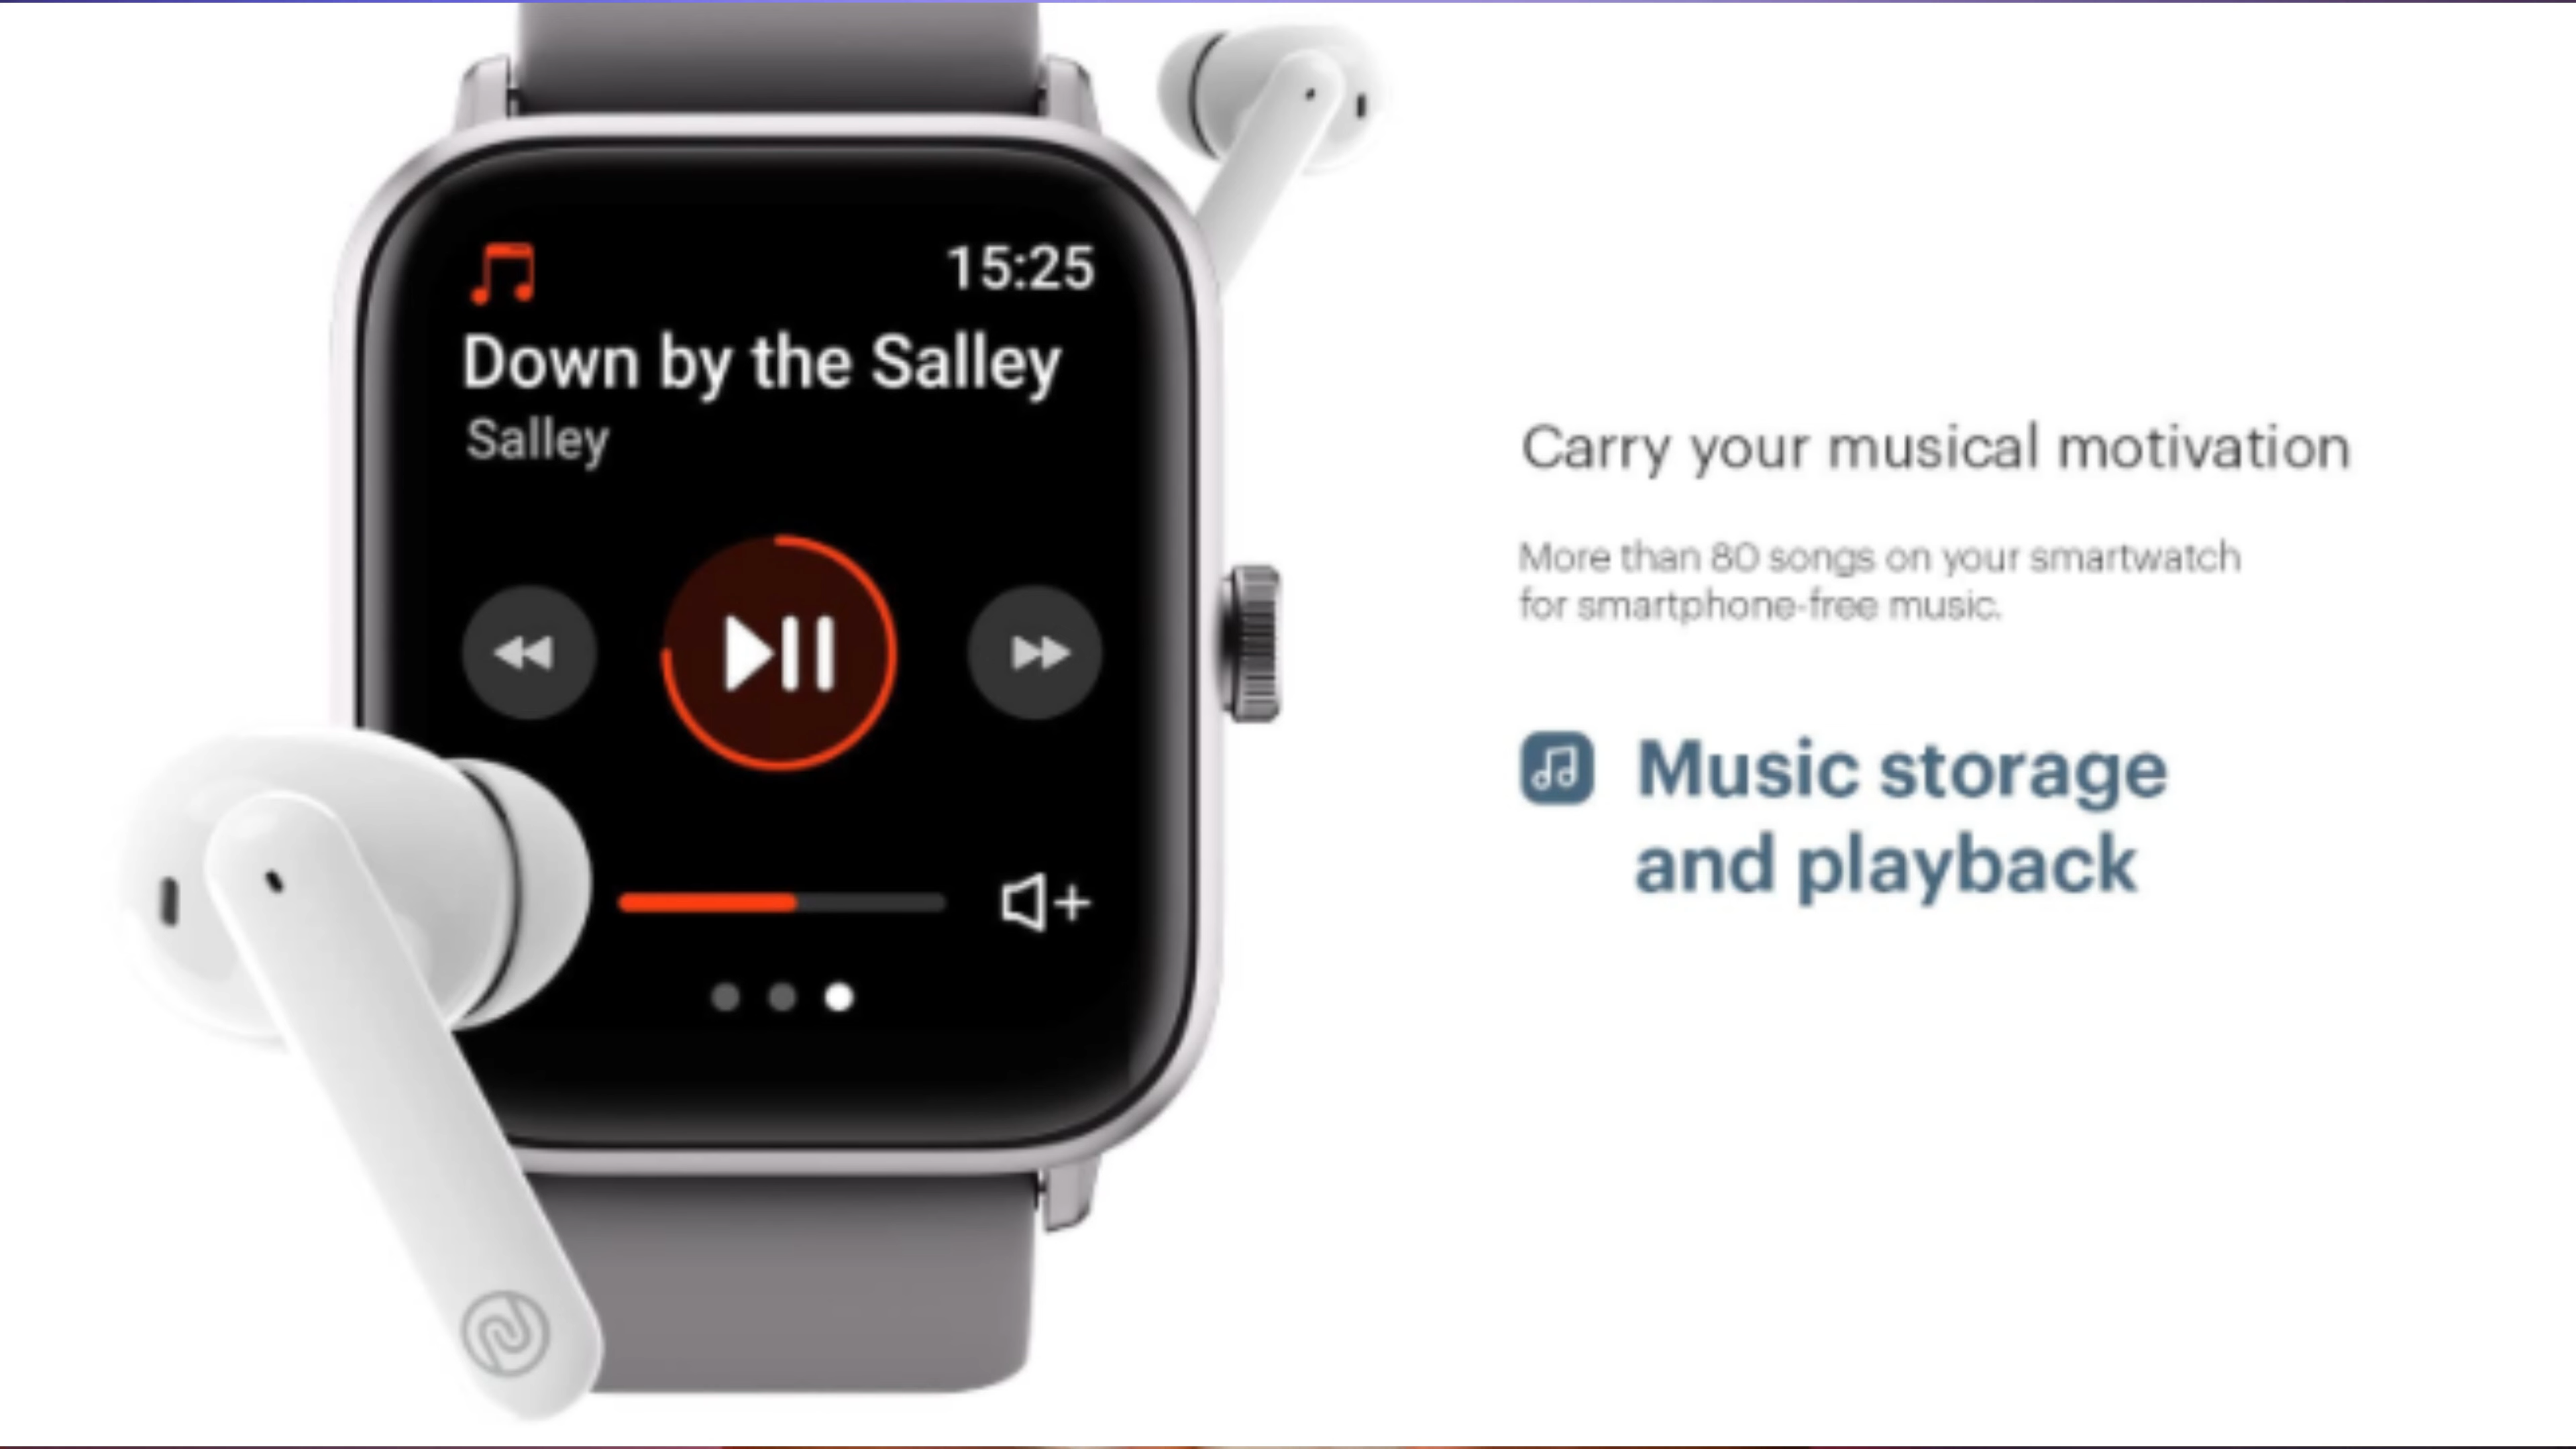 15:25
Down by the Salley
Salley
Carry your musical motivation
More than 80 songs on your smartwatch
for smartphone-free music.
Music storage
and playback